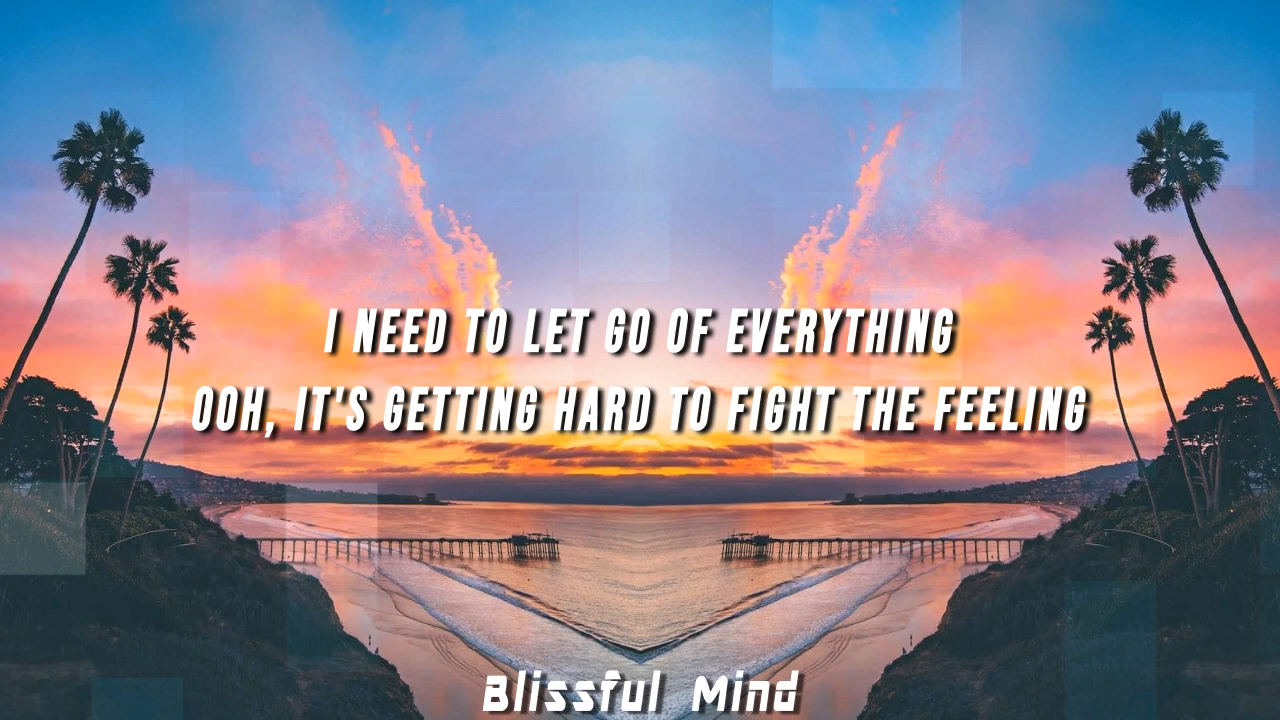 I NEED TO LET GO OF EVERYTHING
OOH, IT'S GETTING HARD TO FIGHT THE FEELING
Blissful Mind